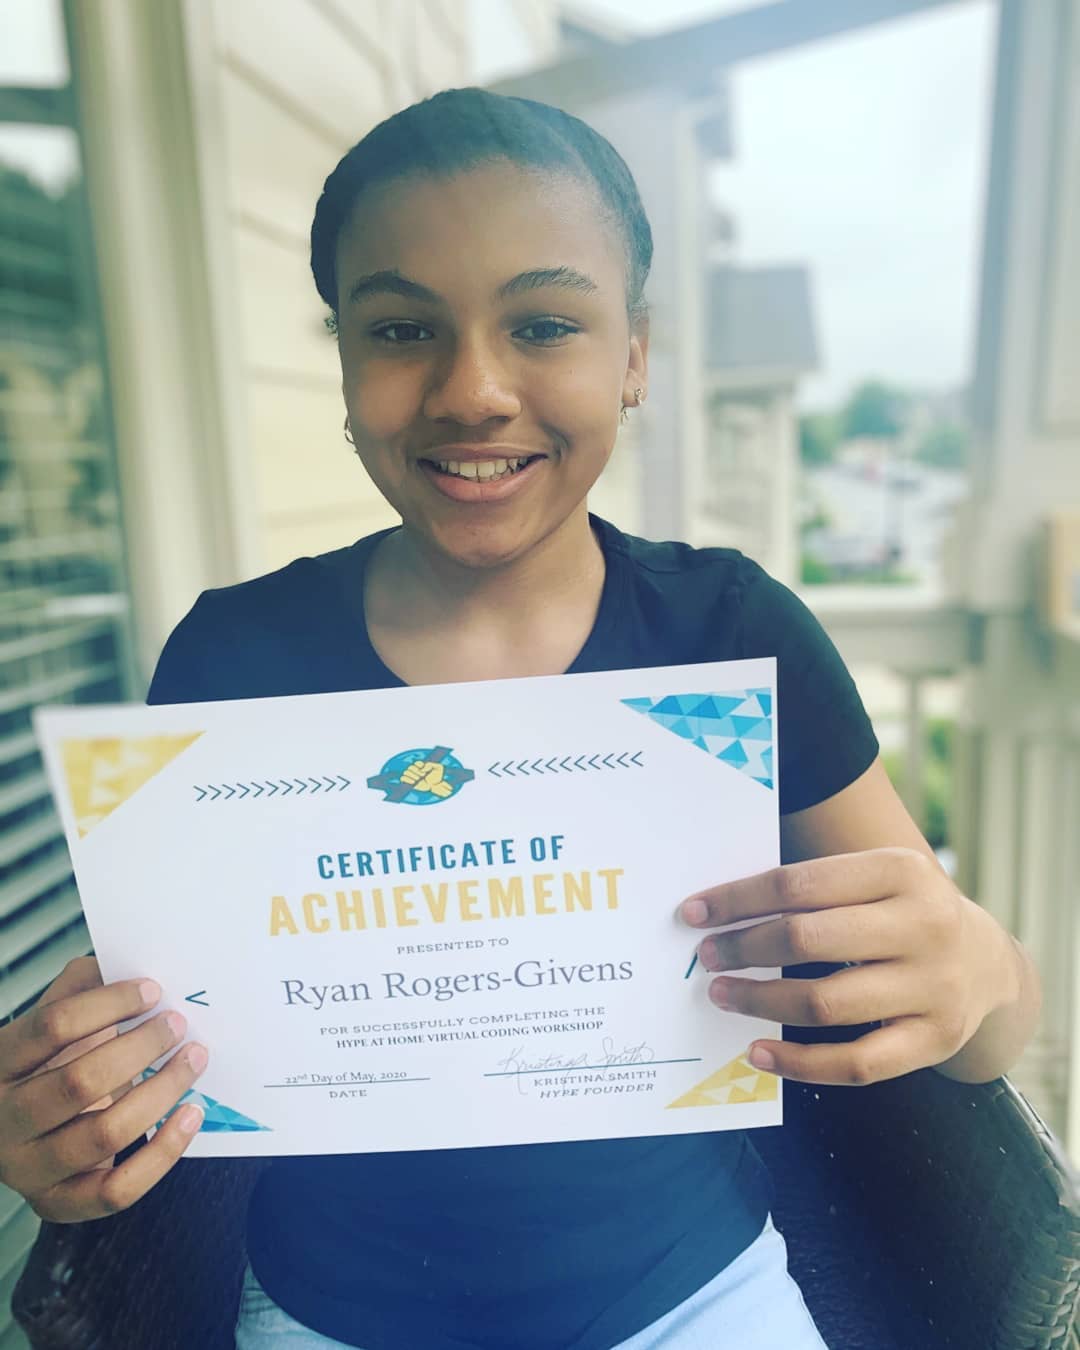 >>>>>>>>>>> <<<<<<<<<<<
CERTIFICATE OF
ACHIEVEMENT
PRESENTED TO
Ryan Rogers-Givens
<
FOR SUCCESSFULLY COMPLETING THE
HYPE AT HOME VIRTUAL CODING WORKSHOP
Kristina Smith
22nd Day of May, 2020
DATE
KRISTINA SMITH
HYPE FOUNDER